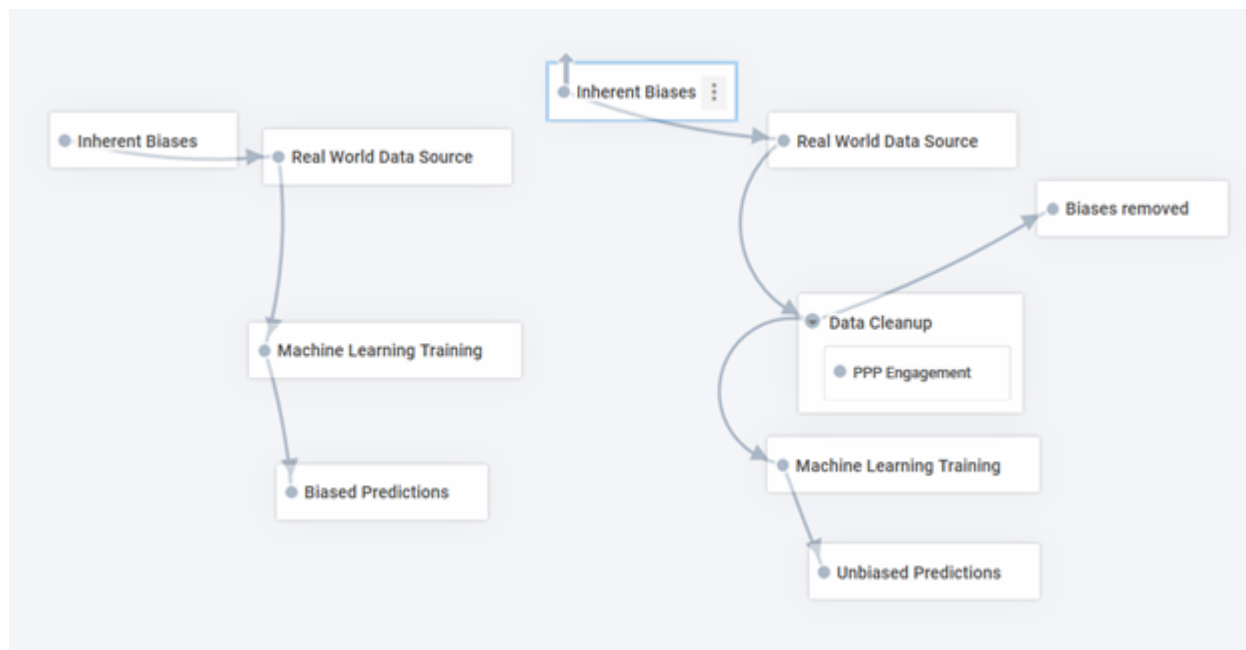 Inherent Biases
Real World Data Source
Machine Learning Training
Biased Predictions
Inherent Biases
Real World Data Source
Biases removed
Data Cleanup
PPP Engagement
Machine Learning Training
Unbiased Predictions